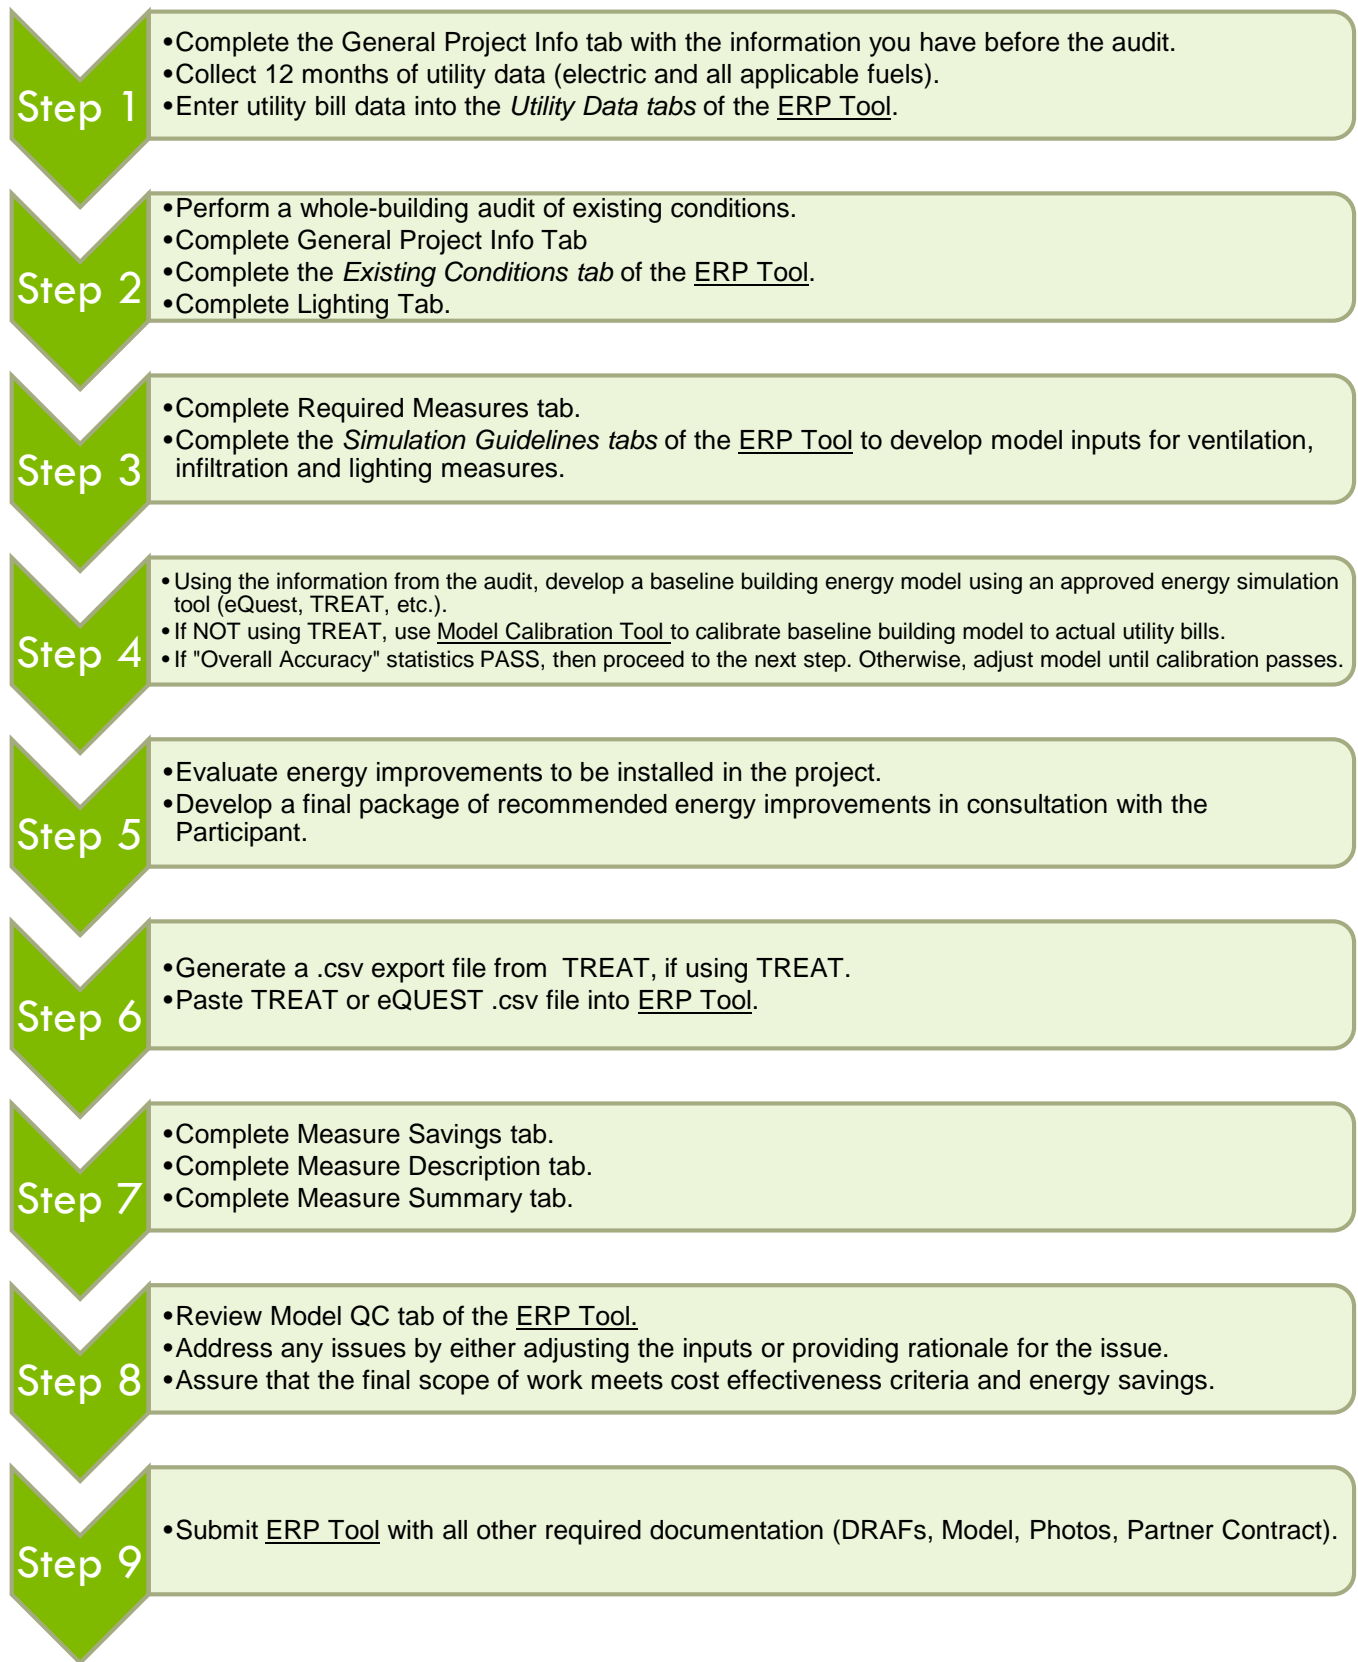 Step 1
•Complete the General Project Info tab with the information you have before the audit.
•Collect 12 months of utility data (electric and all applicable fuels).
•Enter utility bill data into the Utility Data tabs of the ERP Tool.
Step 2
•Perform a whole-building audit of existing conditions.
•Complete General Project Info Tab
•Complete the Existing Conditions tab of the ERP Tool.
•Complete Lighting Tab.
Step 3
•Complete Required Measures tab.
•Complete the Simulation Guidelines tabs of the ERP Tool to develop model inputs for ventilation,
infiltration and lighting measures.
Step 4
•Using the information from the audit, develop a baseline building energy model using an approved energy simulation
tool (eQuest, TREAT, etc.).
•If NOT using TREAT, use Model Calibration Tool to calibrate baseline building model to actual utility bills.
•If "Overall Accuracy" statistics PASS, then proceed to the next step. Otherwise, adjust model until calibration passes.
Step 5
•Evaluate energy improvements to be installed in the project.
•Develop a final package of recommended energy improvements in consultation with the
Participant.
Step 6
•Generate a .csv export file from TREAT, if using TREAT.
•Paste TREAT or eQUEST .csv file into ERP Tool.
Step 7
•Complete Measure Savings tab.
•Complete Measure Description tab.
•Complete Measure Summary tab.
Step 8
•Review Model QC tab of the ERP Tool.
•Address any issues by either adjusting the inputs or providing rationale for the issue.
•Assure that the final scope of work meets cost effectiveness criteria and energy savings.
Step 9
•Submit ERP Tool with all other required documentation (DRAFs, Model, Photos, Partner Contract).